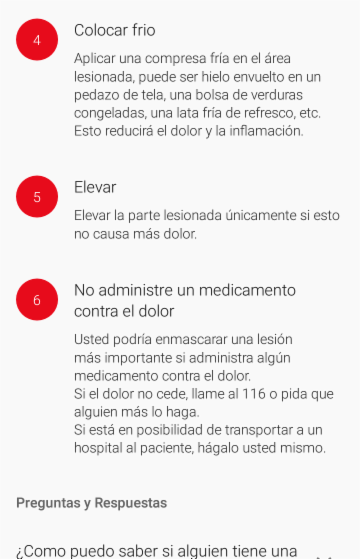 4
Colocar frio
Aplicar una compresa fría en el área
lesionada, puede ser hielo envuelto en un
pedazo de tela, una bolsa de verduras
congeladas, una lata fría de refresco, etc.
Esto reducirá el dolor y la inflamación.
5
Elevar
Elevar la parte lesionada únicamente si esto
no causa más dolor.
6
No administre un medicamento
contra el dolor
Usted podría enmascarar una lesión
más importante si administra algún
medicamento contra el dolor.
Si el dolor no cede, llame al 116 o pida que
alguien más lo haga.
Si está en posibilidad de transportar a un
hospital al paciente, hágalo usted mismo.
Preguntas y Respuestas
¿Como puedo saber si alguien tiene una